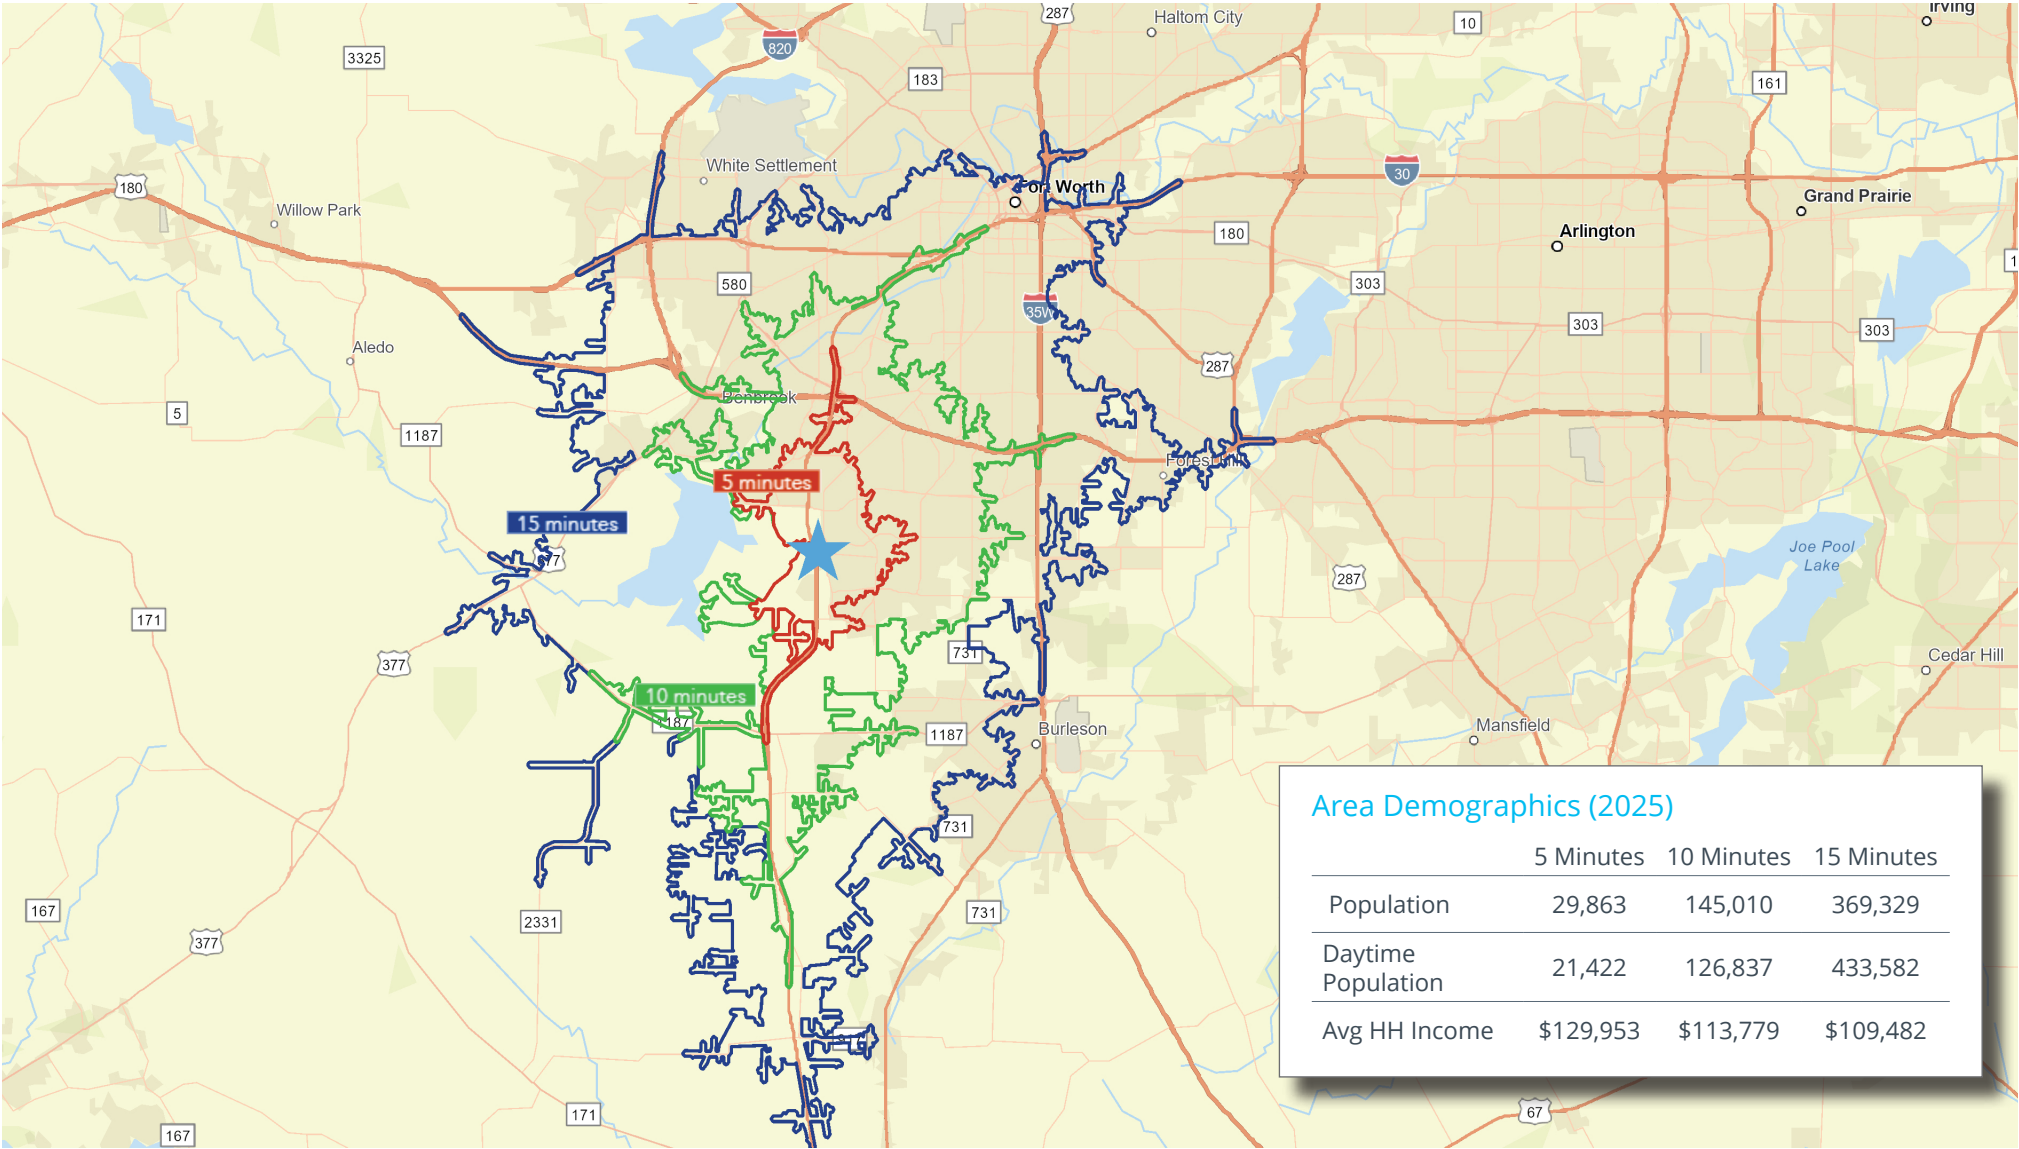 287
Haltom City
10
Irving
820
3325
183
161
White Settlement
30
180
Fort Worth
Grand Prairie
Willow Park
180
Arlington
1
580
303
35W
303
303
Aledo
287
Benbrook
5
1187
Forest Hill
5 minutes
15 minutes
377
Joe Pool
Lake
287
171
731
377
Cedar Hill
10 minutes
1187
1187
Burleson
Mansfield
Area Demographics (2025)
5 Minutes 10 Minutes 15 Minutes
Population 29,863 145,010 369,329
Daytime
Population 21,422 126,837 433,582
Avg HH Income $129,953 $113,779 $109,482
731
167
731
2331
377
171
67
167